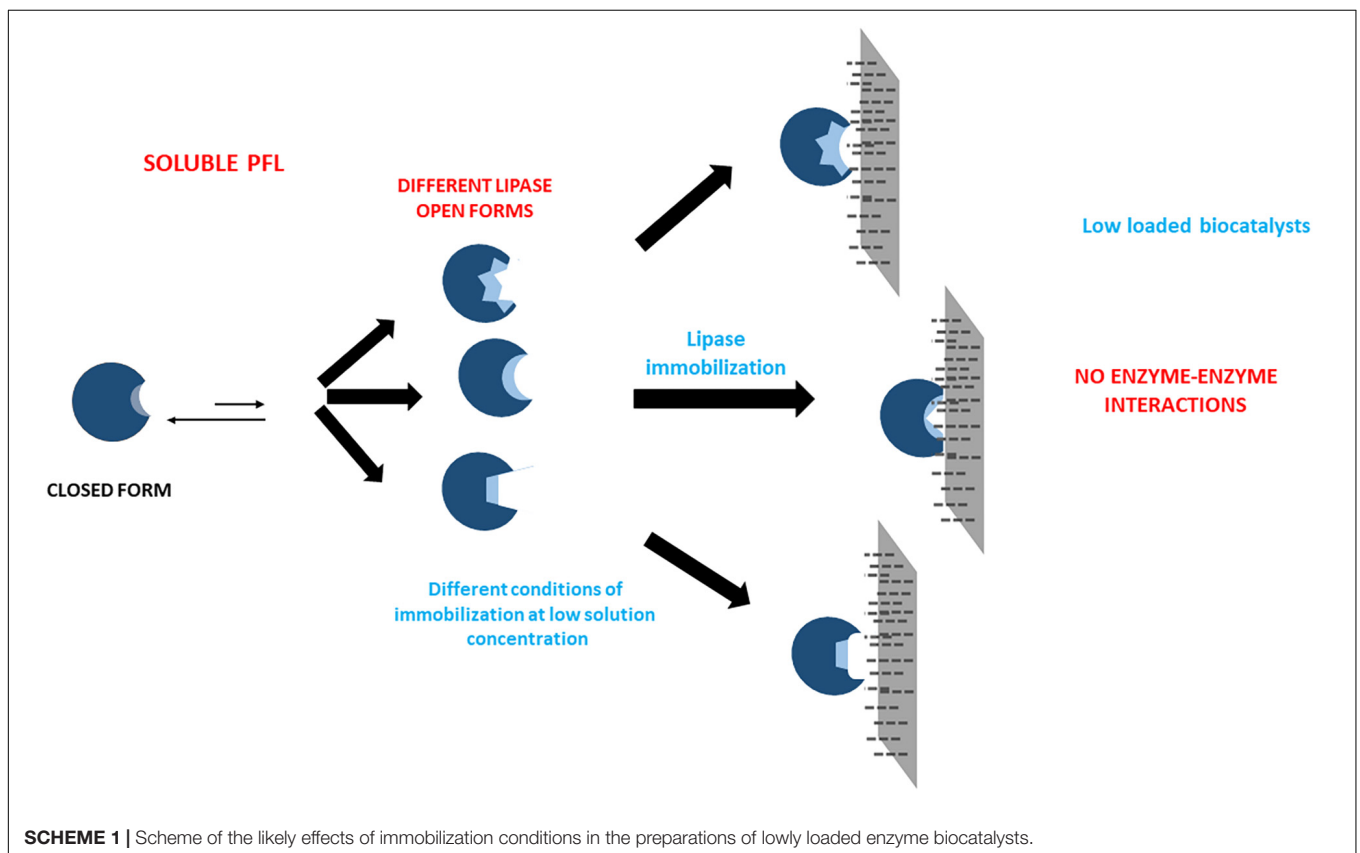 SOLUBLE PFL
DIFFERENT LIPASE
OPEN FORMS
Low loaded biocatalysts
Lipase
immobilization
NO ENZYME-ENZYME
INTERACTIONS
CLOSED FORM
Different conditions of
immobilization at low solution
concentration
SCHEME 1 | Scheme of the likely effects of immobilization conditions in the preparations of lowly loaded enzyme biocatalysts.